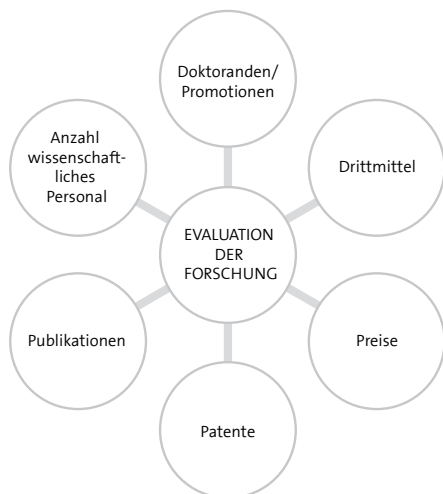 Doktoranden/
Promotionen
Anzahl
wissenschaft-
liches
Personal
Drittmittel
EVALUATION
DER
FORSCHUNG
Publikationen
Preise
Patente